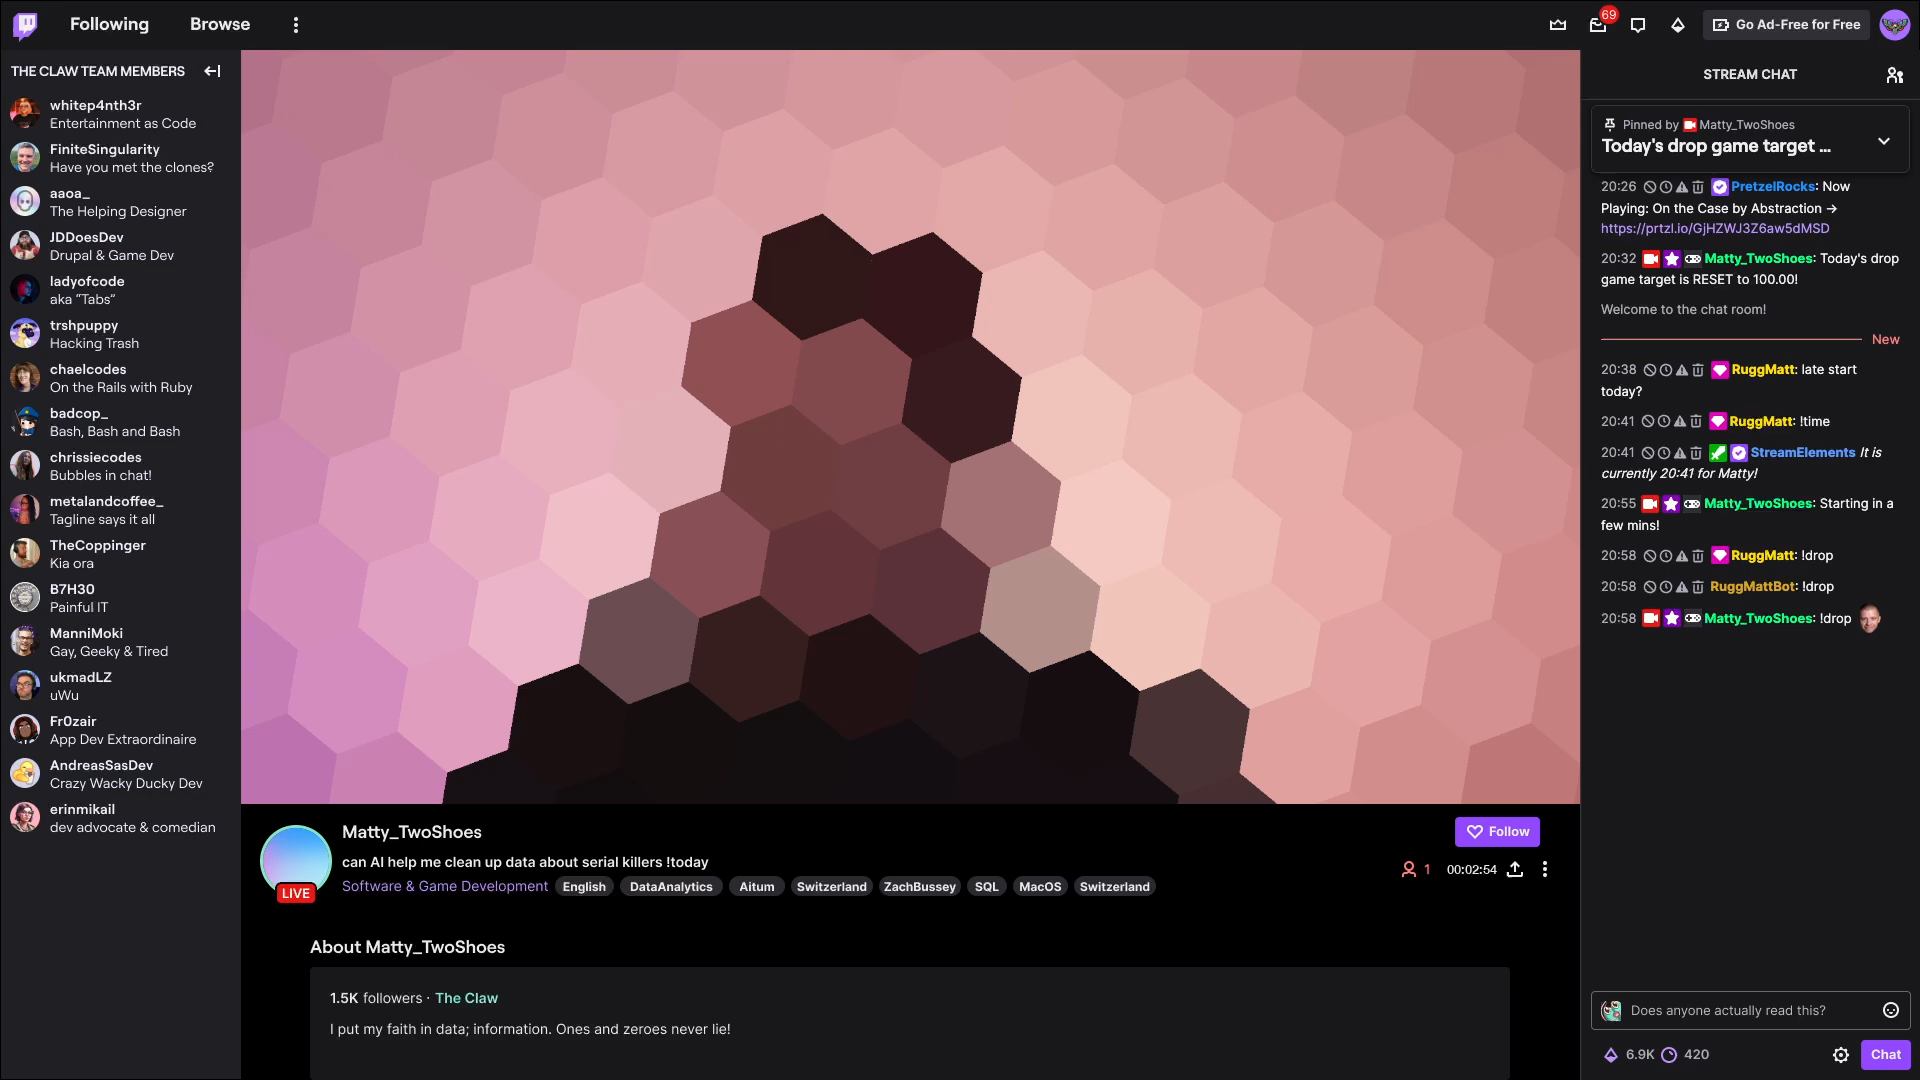 Following
Browse
69
Go Ad-Free for Free
THE CLAW TEAM MEMBERS
whitep4nth3r
Entertainment as Code
FiniteSingularity
Have you met the clones?
aaoa_
The Helping Designer
JDDoesDev
Drupal & Game Dev
ladyofcode
aka “Tabs”
trshpuppy
Hacking Trash
chaelcodes
On the Rails with Ruby
badcop_
Bash, Bash and Bash
chrissiecodes
Bubbles in chat!
metalandcoffee_
Tagline says it all
TheCoppinger
Kia ora
B7H30
Painful IT
ManniMoki
Gay, Geeky & Tired
ukmadLZ
uWu
Fr0zair
App Dev Extraordinaire
AndreasSasDev
Crazy Wacky Ducky Dev
erinmikail
dev advocate & comedian
Matty_TwoShoes
can AI help me clean up data about serial killers !today
Software & Game Development English DataAnalytics Aitum Switzerland ZachBussey SQL MacOS Switzerland
LIVE
Follow
1 00:02:54
About Matty_TwoShoes
1.5K followers · The Claw
I put my faith in data; information. Ones and zeroes never lie!
STREAM CHAT
Pinned by Matty_TwoShoes
Today's drop game target ...
20:26 PretzelRocks: Now
Playing: On the Case by Abstraction →
https://prtzl.io/GjHZWJ3Z6aw5dMSD
20:32 Matty_TwoShoes: Today's drop
game target is RESET to 100.00!
Welcome to the chat room!
New
20:38 RuggMatt: late start
today?
20:41 RuggMatt: !time
20:41 StreamElements It is
currently 20:41 for Matty!
20:55 Matty_TwoShoes: Starting in a
few mins!
20:58 RuggMatt: !drop
20:58 RuggMattBot: !drop
20:58 Matty_TwoShoes: !drop
Does anyone actually read this?
6.9K 420
Chat